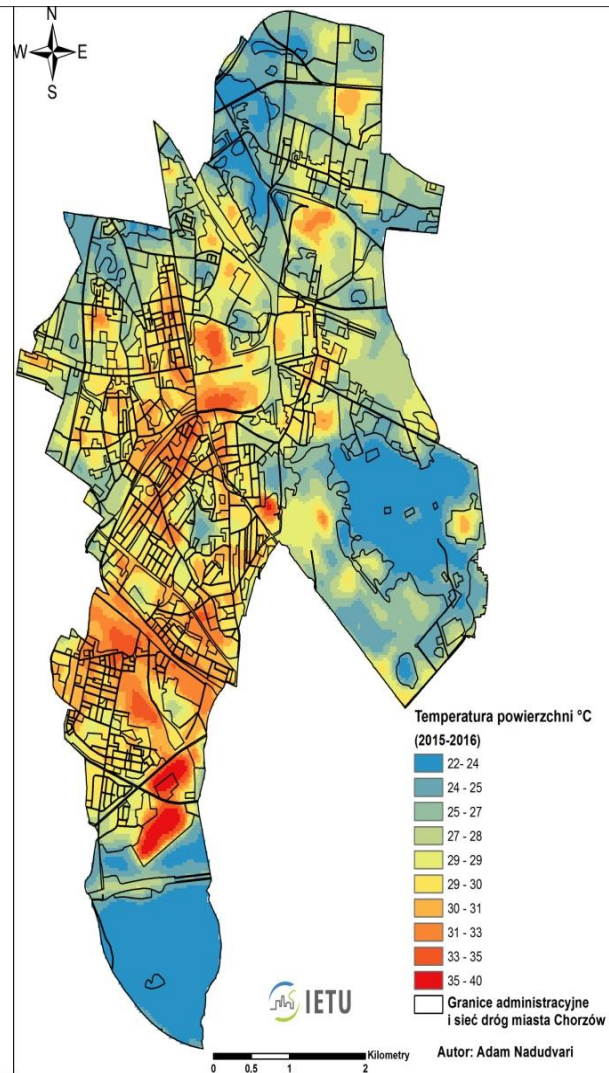 N
W E
S
Temperatura powierzchni °C
(2015-2016)
22- 24
24 - 25
25 - 27
27 - 28
29 - 29
29 - 30
30 - 31
31 - 33
33 - 35
35 - 40
Granice administracyjne
i sieć dróg miasta Chorzów
IETU
Kilometry
0 0.5 1 2
Autor: Adam Nadudvari